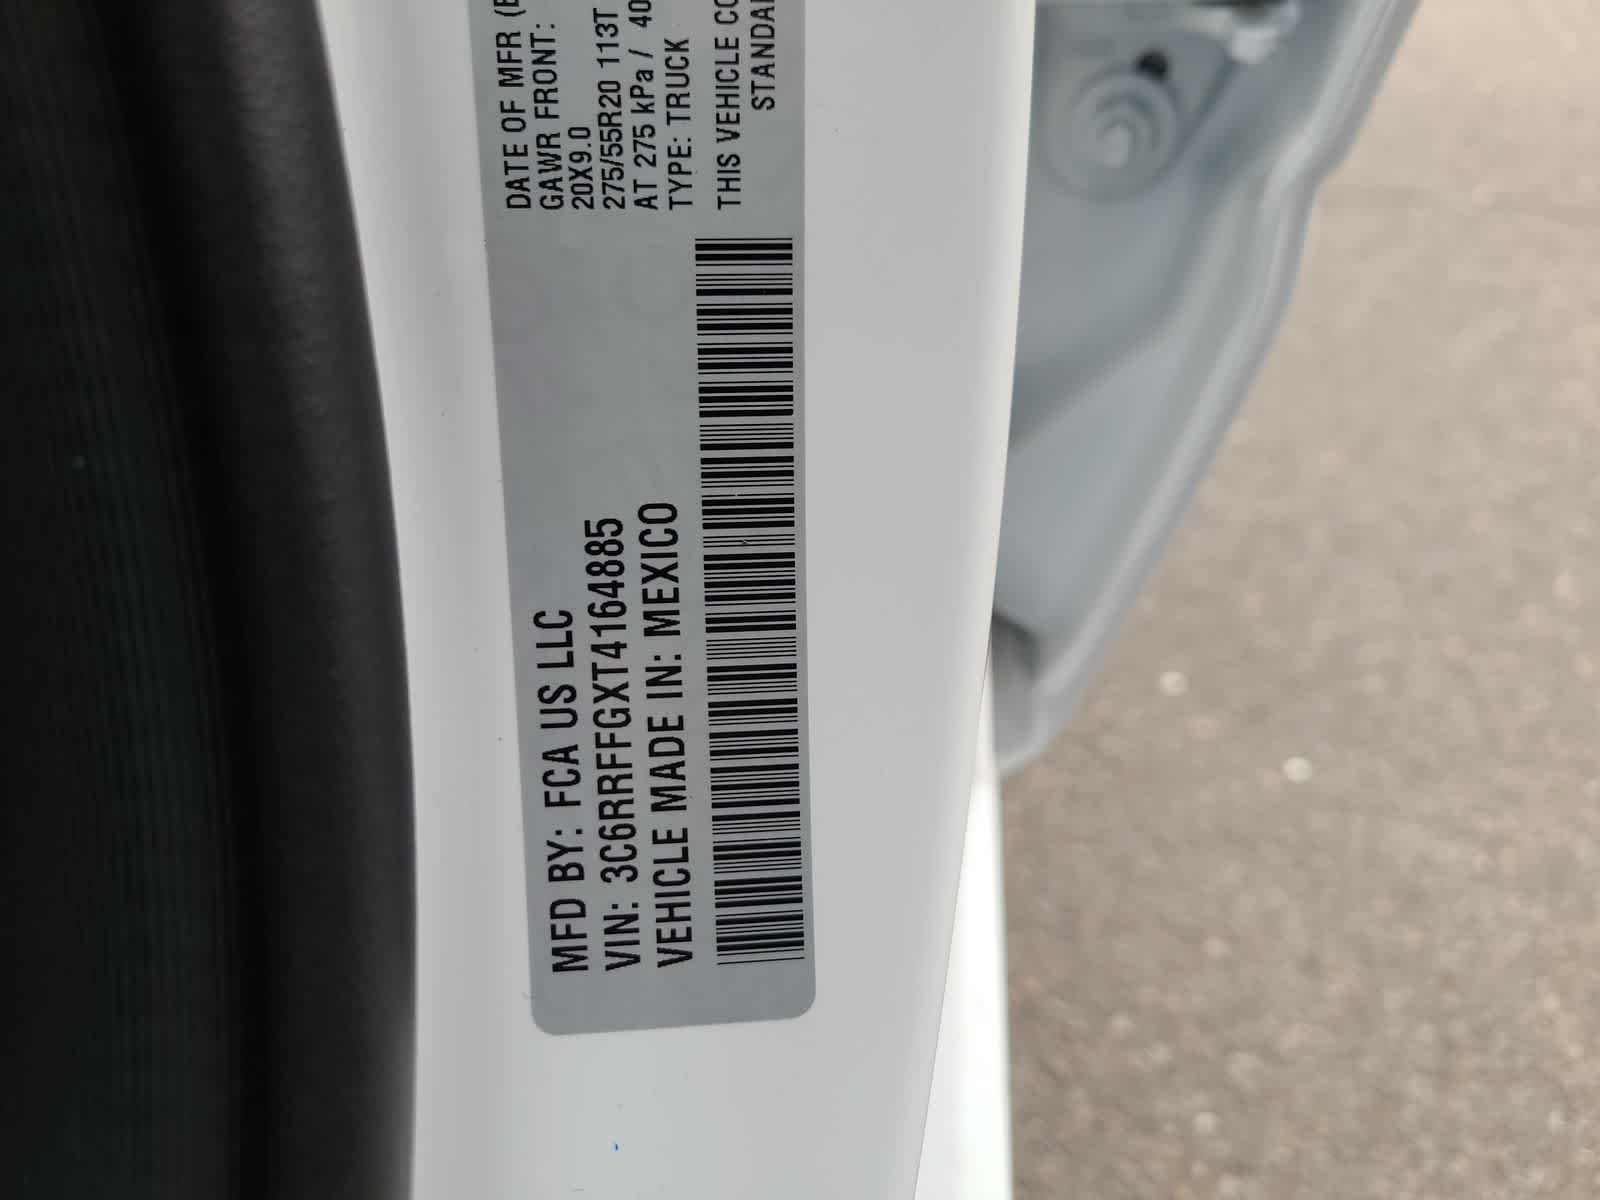 MFD BY: FCA US LLC
VIN: 3C6RRFFGXT4164885
VEHICLE MADE IN: MEXICO
DATE OF MFR
GAWR FRONT:
20X9.0
275/55R20 113T
AT 275 kPa / 40
TYPE: TRUCK
THIS VEHICLE